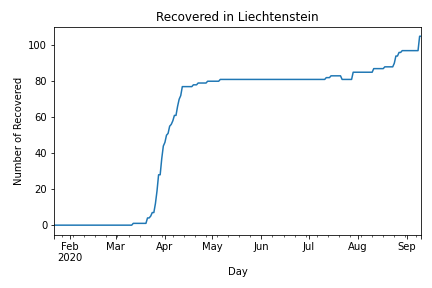 Recovered in Liechtenstein
Number of Recovered
100
80
60
40
20
0
Feb Mar Apr May Jun Jul Aug Sep
2020
Day